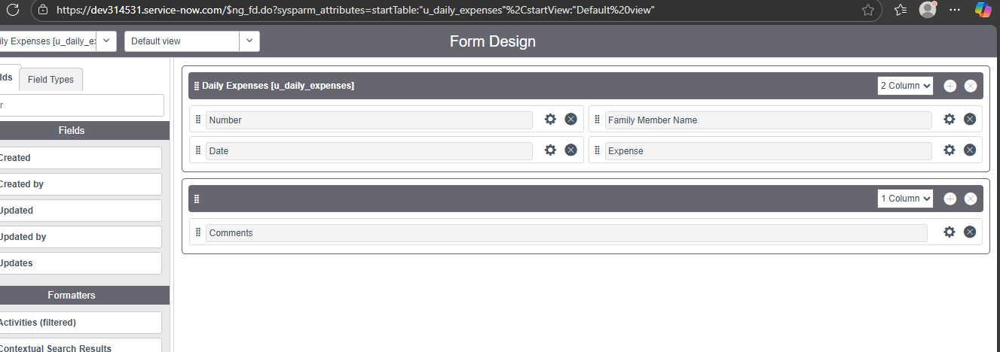 https://dev314531.service-now.com/$ng_fd.do?sysparm_attributes=startTable:"u_daily_expenses"%2CstartView:"Default%20view"
ily Expenses [u_daily_ex
Default view
Form Design
lds
Field Types
r
Fields
Created
Created by
Updated
Updated by
Updates
Formatters
Activities (filtered)
Contextual Search Results
Daily Expenses [u_daily_expenses]
2 Column
Number
Family Member Name
Date
Expense
1 Column
Comments